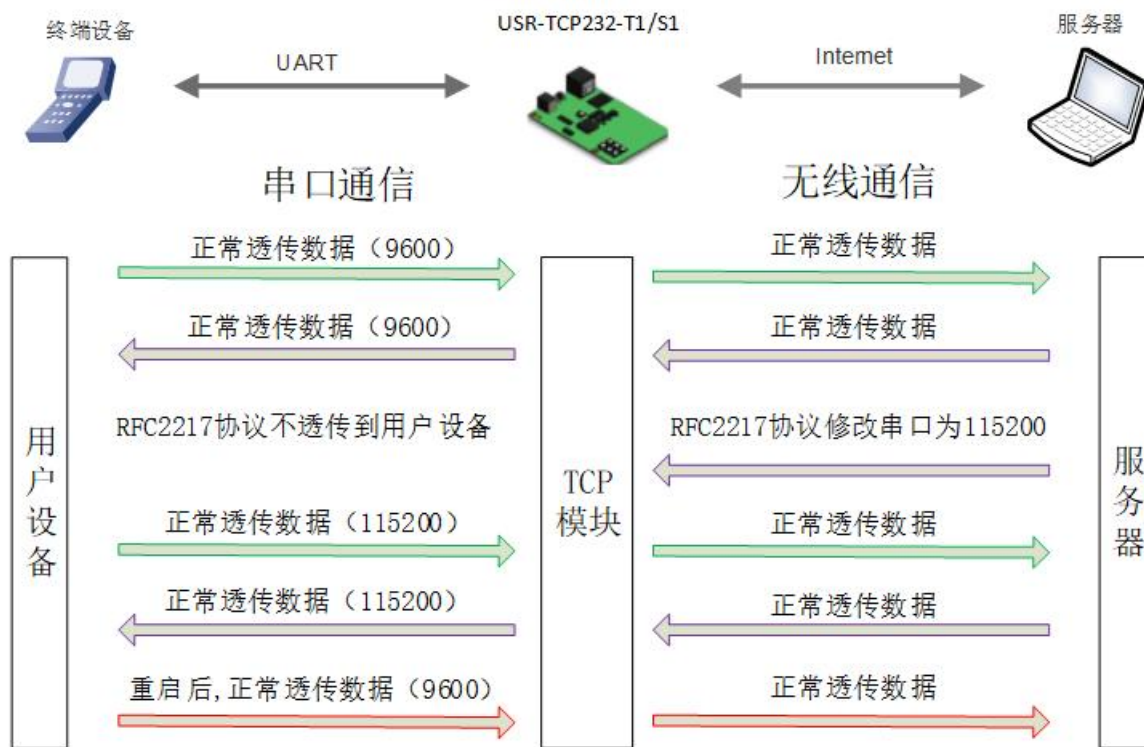 终端设备
USR-TCP232-T1/S1
服务器
UART
Internet
串口通信
无线通信
正常透传数据（9600）
正常透传数据
正常透传数据（9600）
正常透传数据
RFC2217协议不透传到用户设备
RFC2217协议修改串口为115200
用户设备
TCP
模块
服务器
正常透传数据（115200）
正常透传数据
正常透传数据（115200）
正常透传数据
重启后,正常透传数据（9600）
正常透传数据